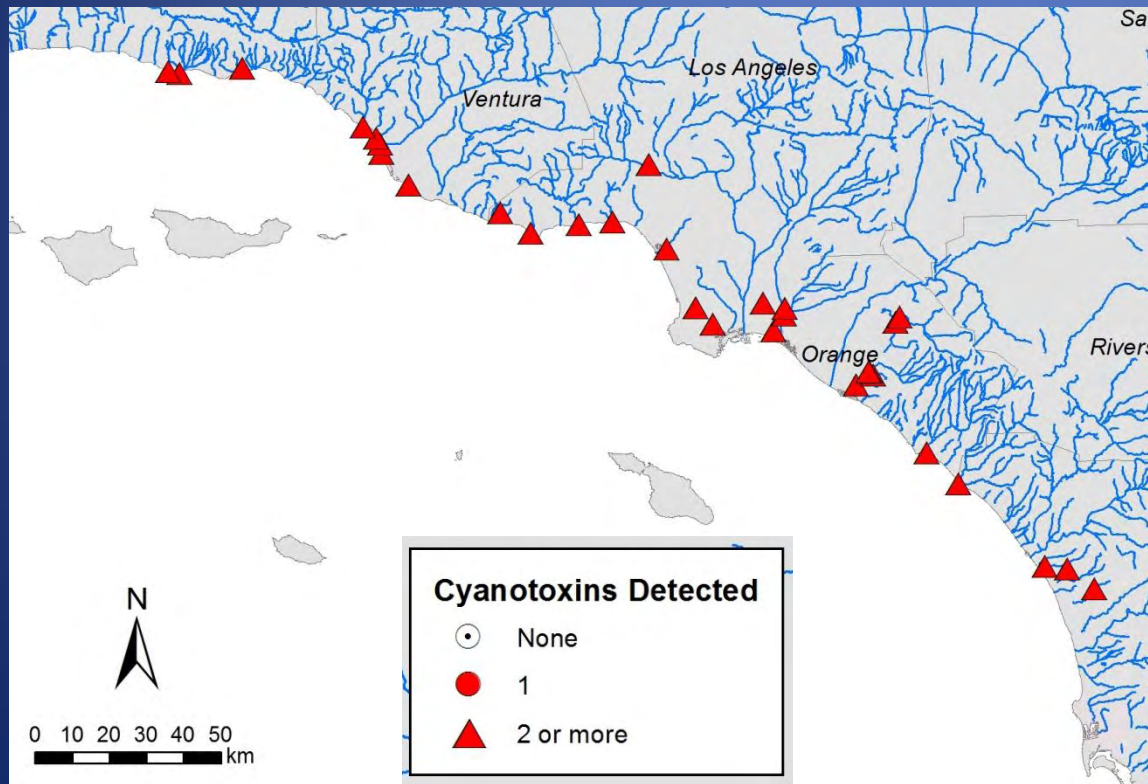 Sa
Los Angeles
Ventura
Rivers
Orange
Cyanotoxins Detected
None
1
2 or more
N
0 10 20 30 40 50
km